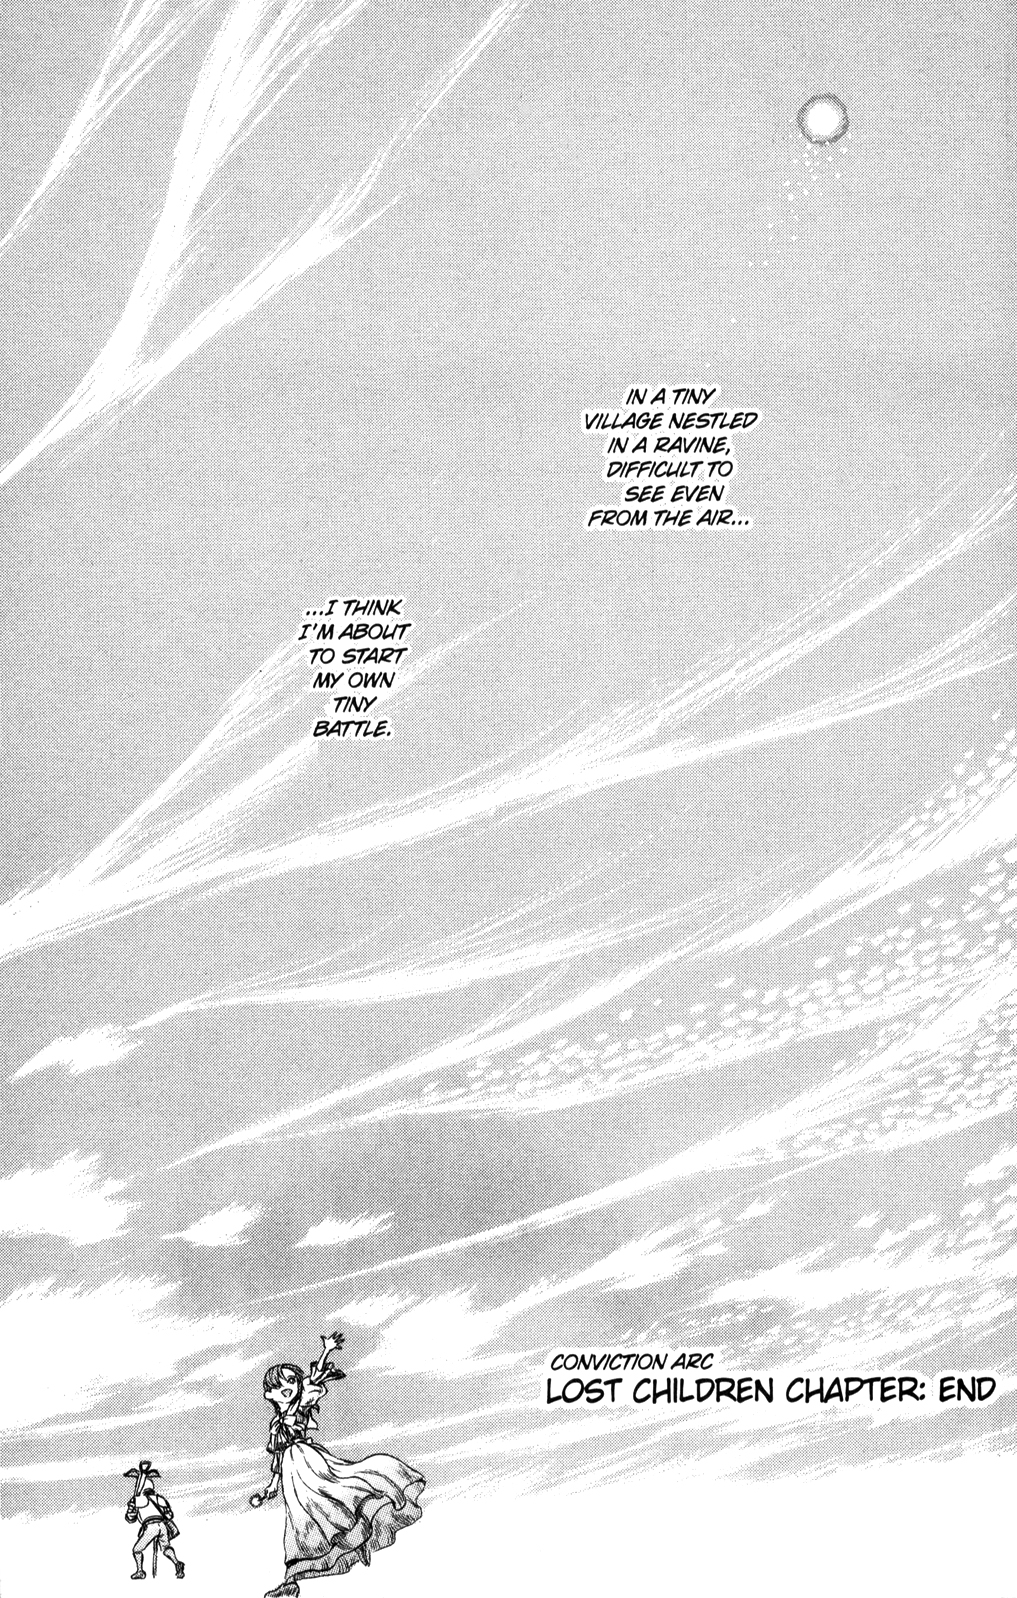 IN A TINY
VILLAGE NESTLED
IN A RAVINE,
DIFFICULT TO
SEE EVEN
FROM THE AIR...
...I THINK
I'M ABOUT
TO START
MY OWN
TINY
BATTLE.
CONVICTION ARC
LOST CHILDREN CHAPTER: END